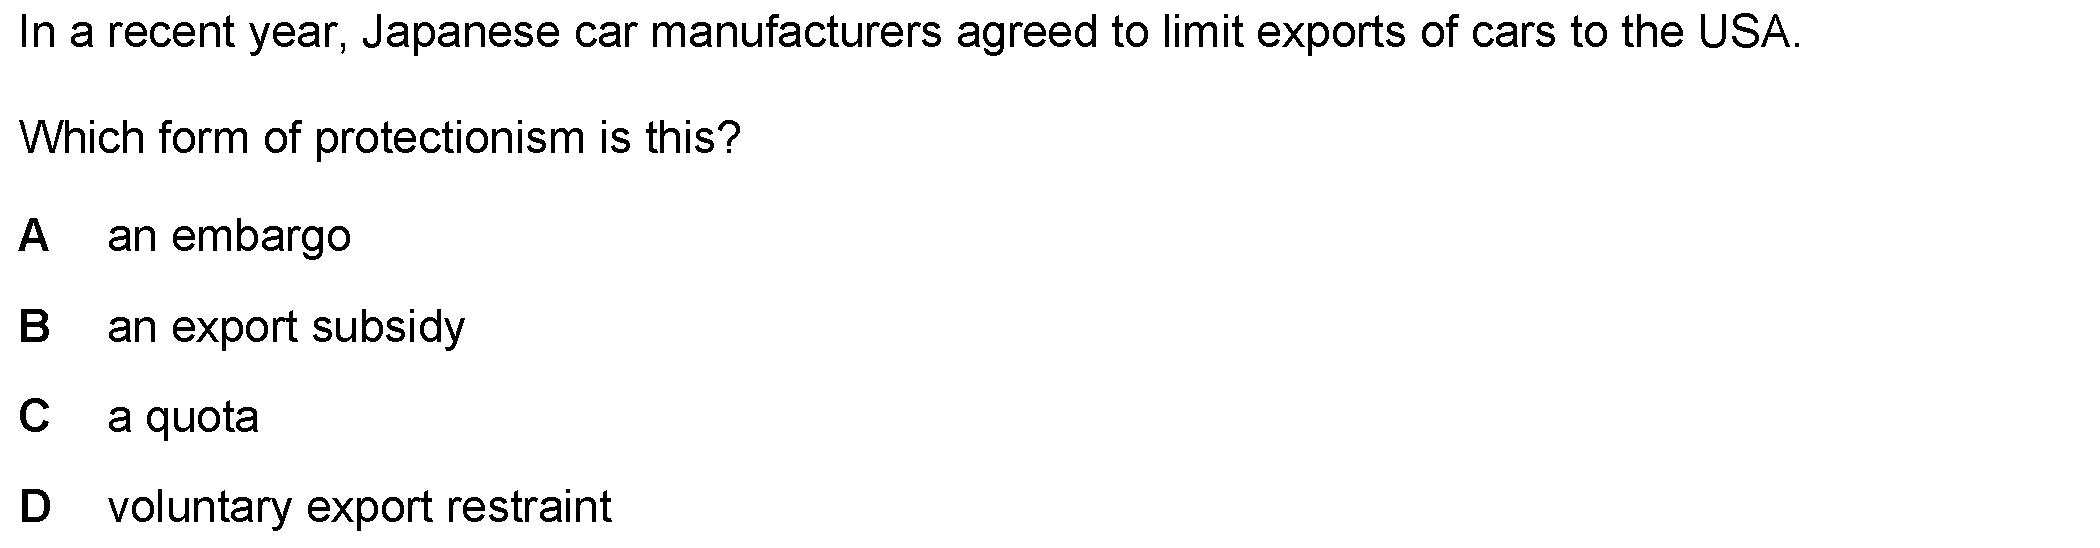 In a recent year, Japanese car manufacturers agreed to limit exports of cars to the USA.
Which form of protectionism is this?
A an embargo
B an export subsidy
C a quota
D voluntary export restraint